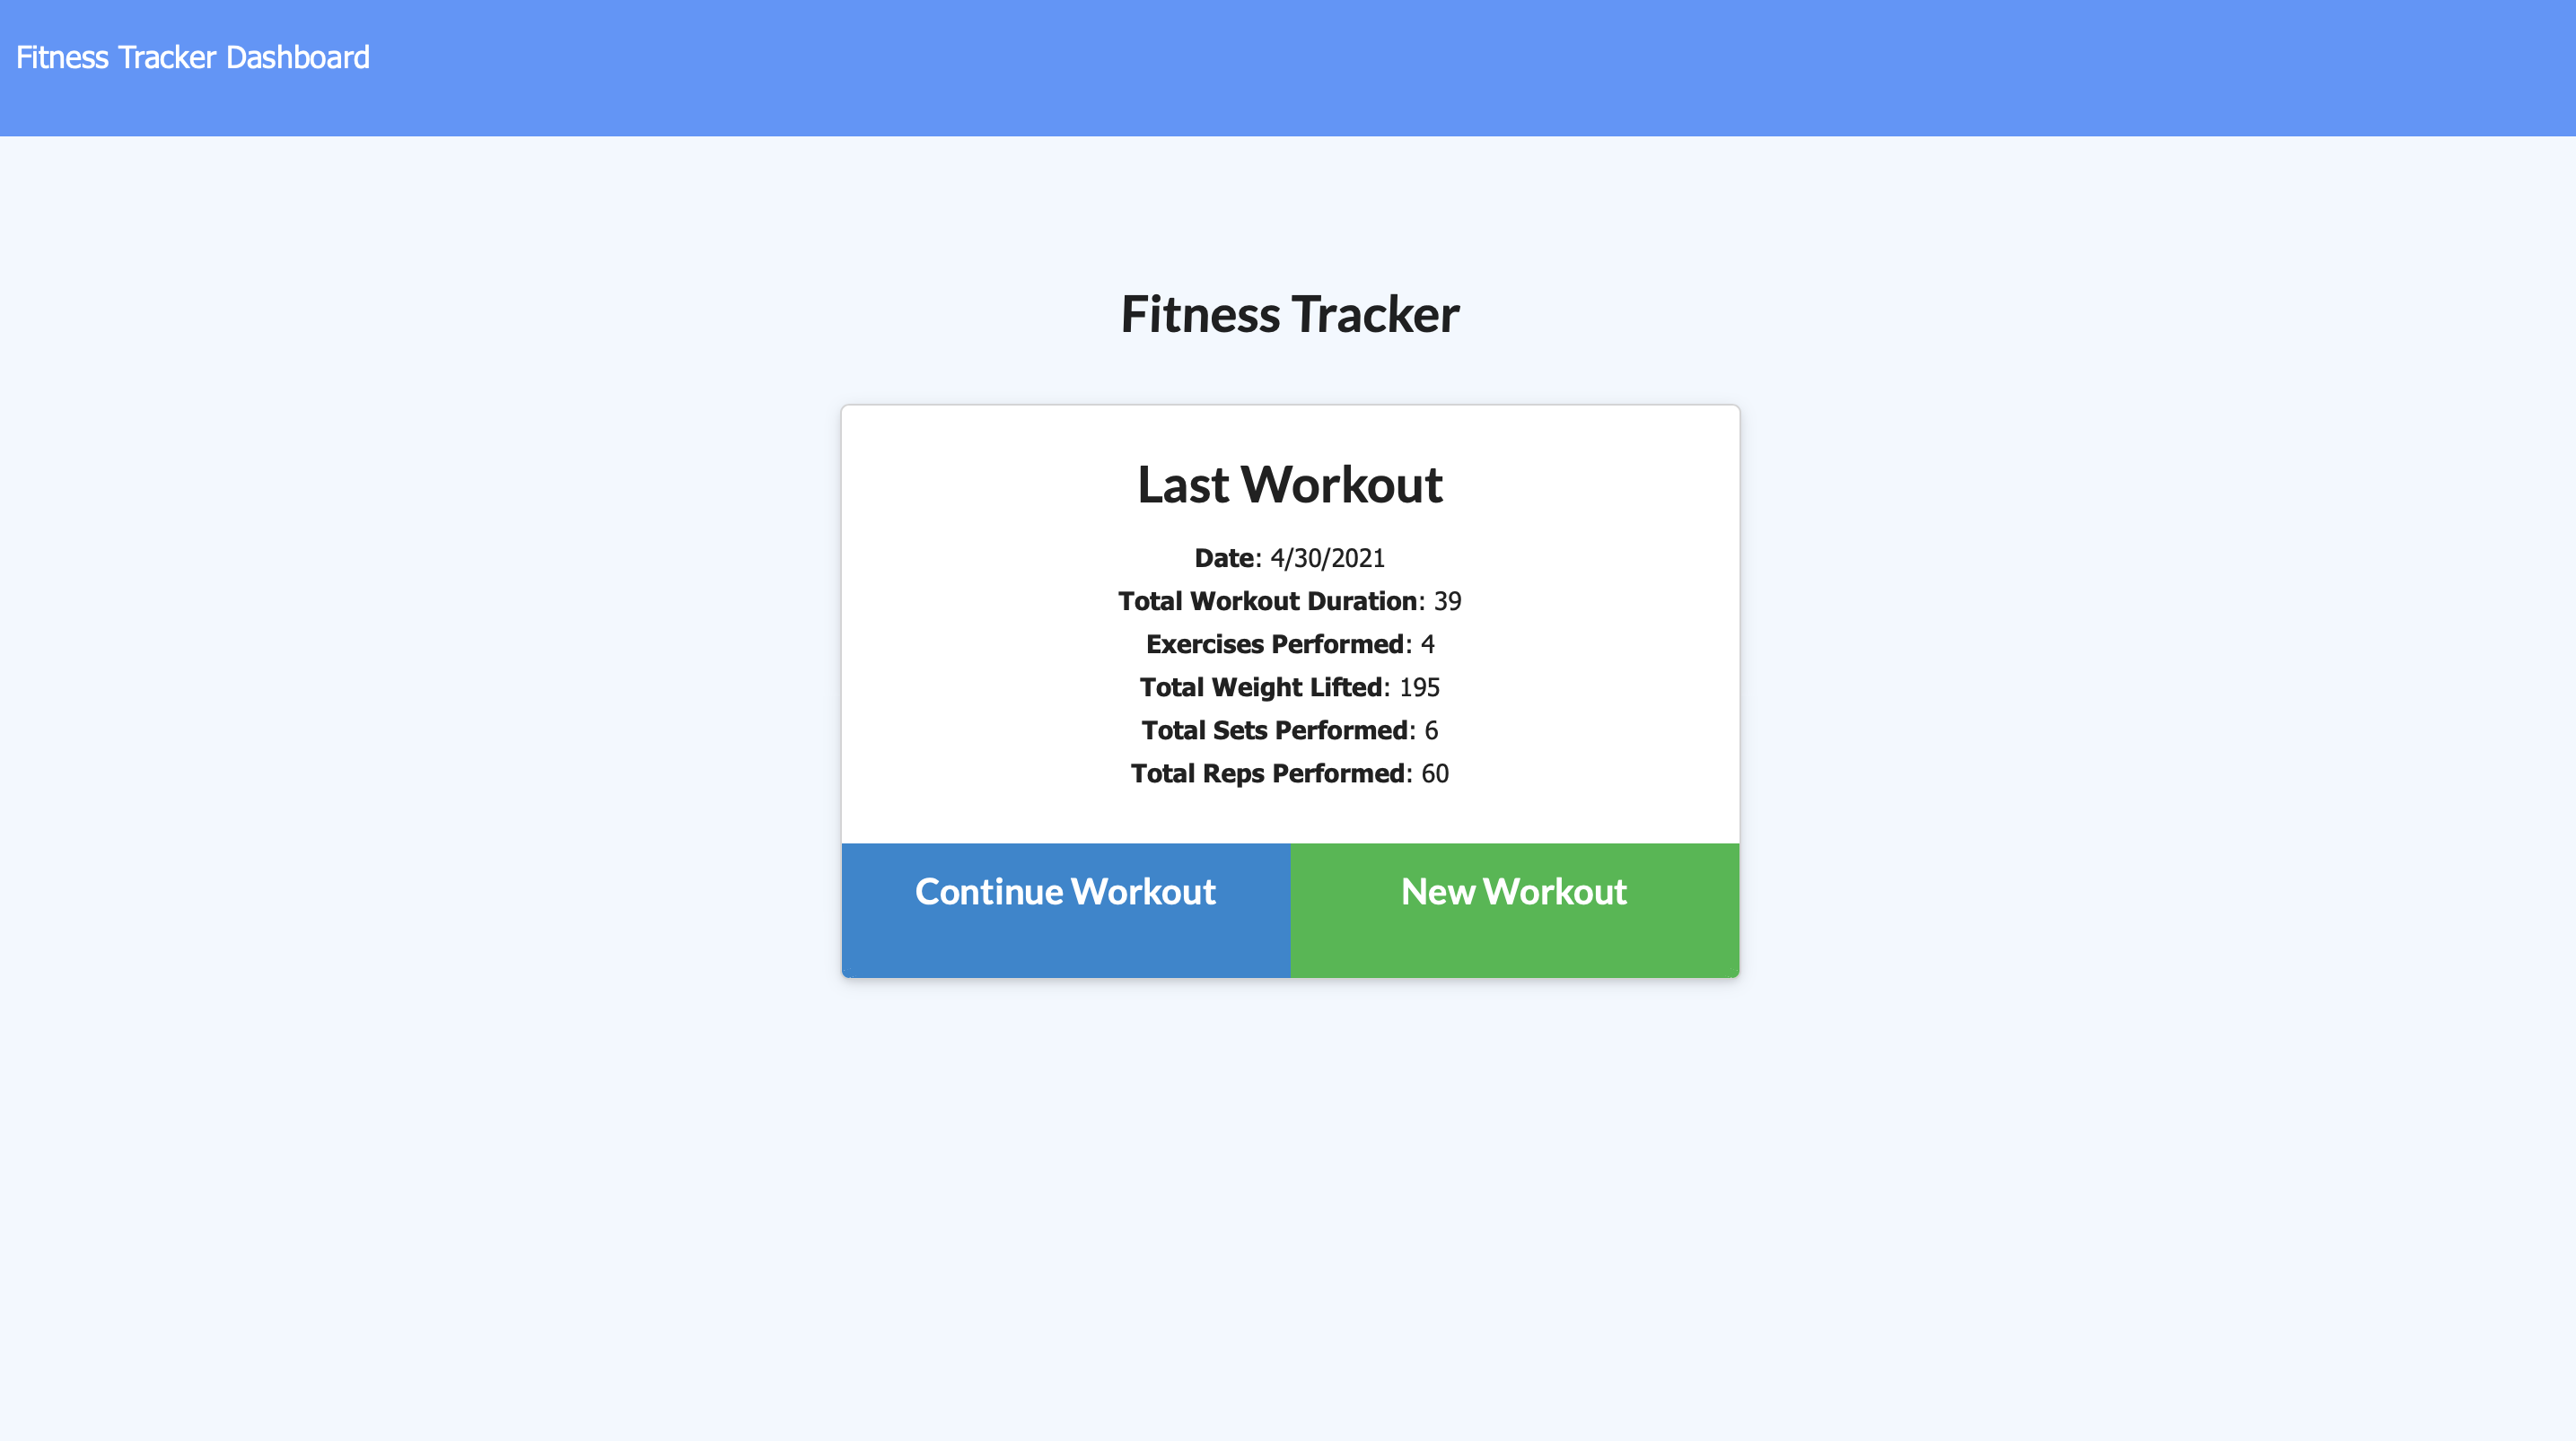 Fitness Tracker Dashboard
Fitness Tracker
Last Workout
Date: 4/30/2021
Total Workout Duration: 39
Exercises Performed: 4
Total Weight Lifted: 195
Total Sets Performed: 6
Total Reps Performed: 60
Continue Workout
New Workout